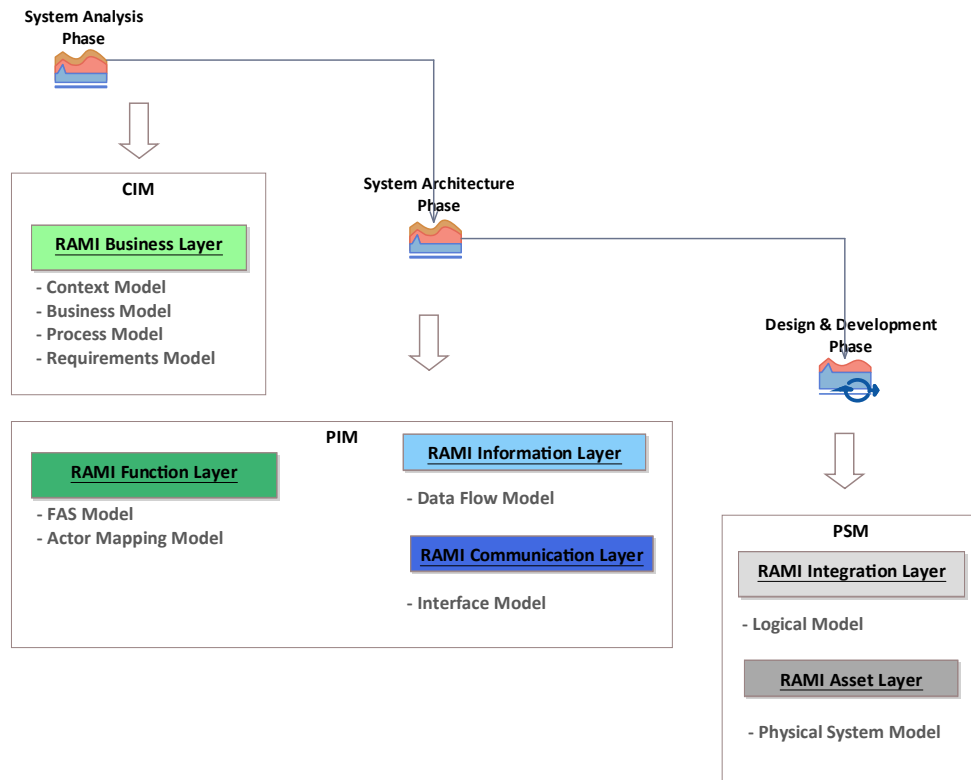 System Analysis
Phase
CIM
RAMI Business Layer
- Context Model
- Business Model
- Process Model
- Requirements Model
System Architecture
Phase
PIM
RAMI Function Layer
- FAS Model
- Actor Mapping Model
RAMI Information Layer
- Data Flow Model
RAMI Communication Layer
- Interface Model
Design & Development
Phase
PSM
RAMI Integration Layer
- Logical Model
RAMI Asset Layer
- Physical System Model